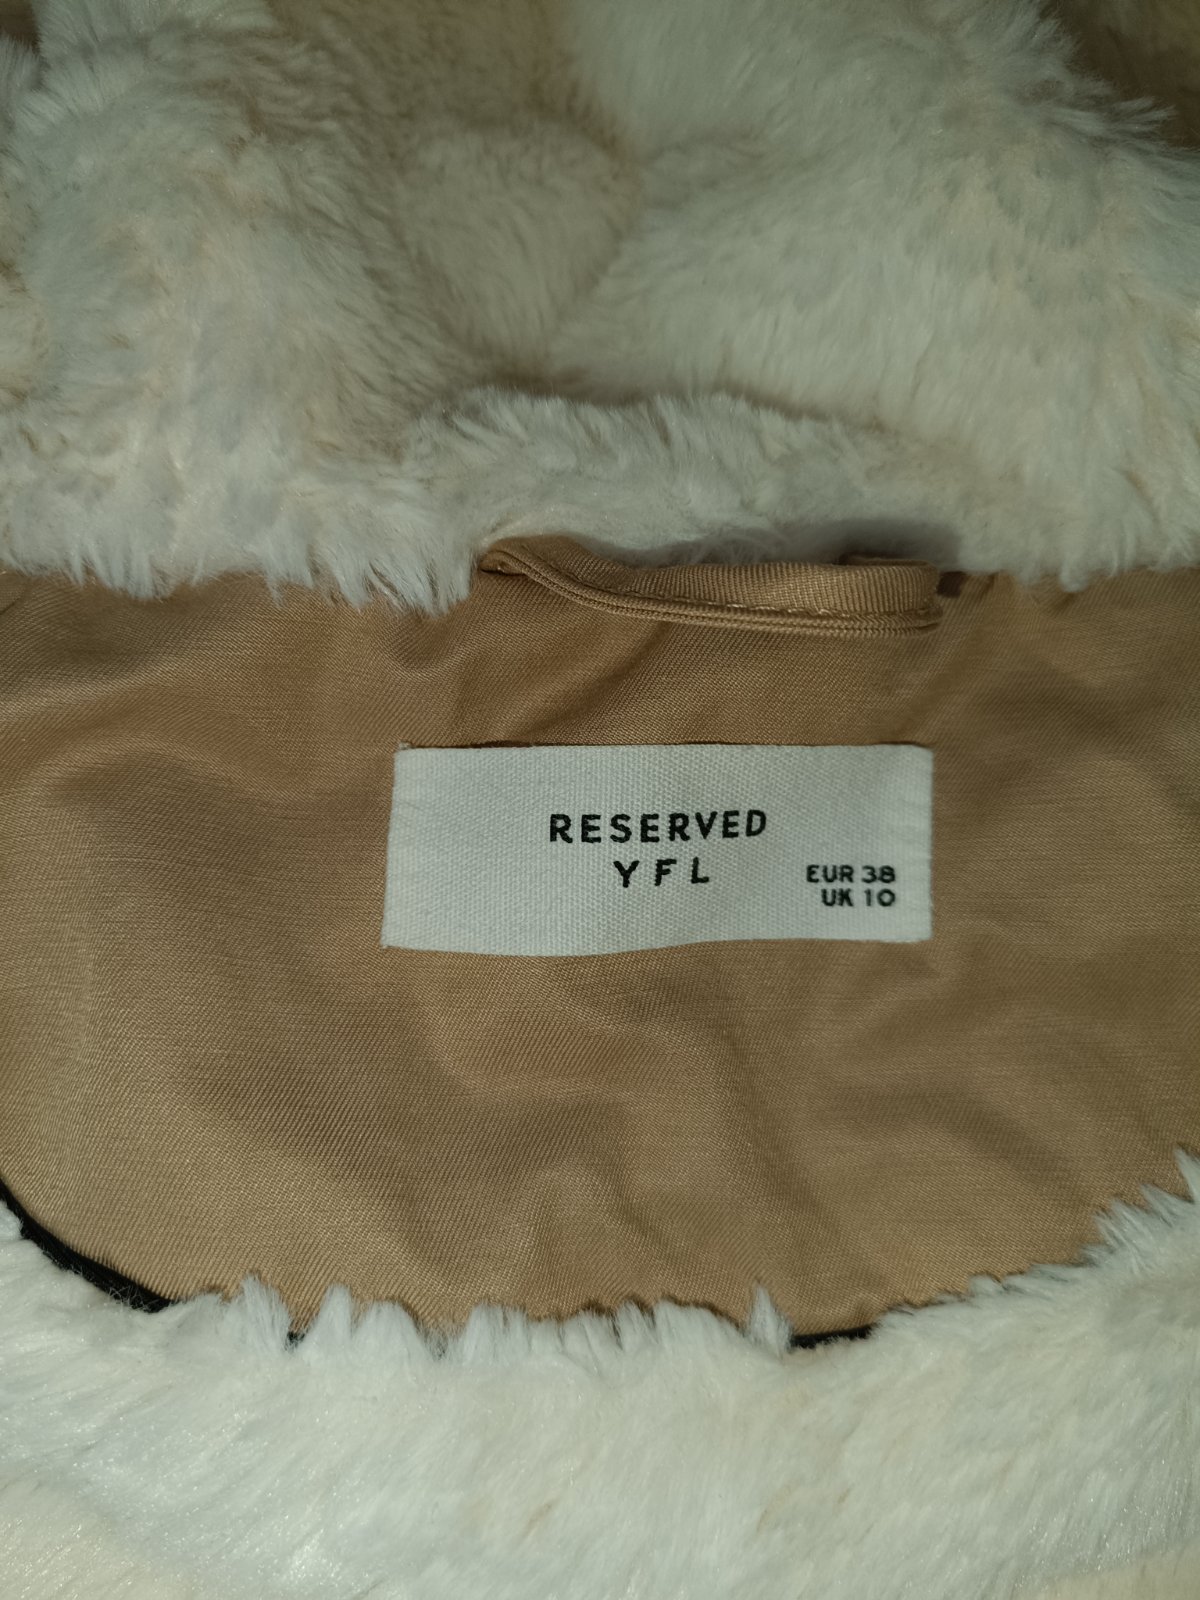 RESERVED
YFL
EUR 38
UK 10